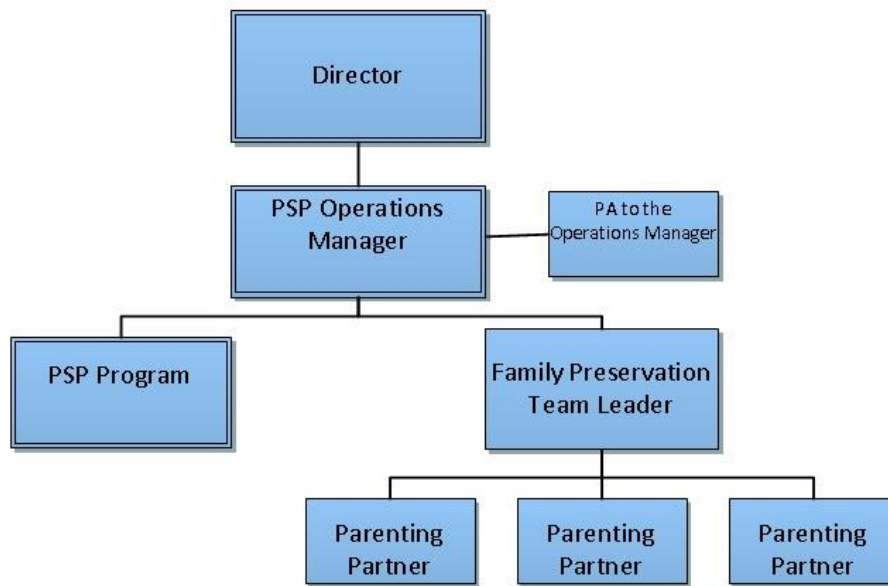 Director
PSP Operations
Manager
PA to the
Operations Manager
PSP Program
Family Preservation
Team Leader
Parenting
Partner
Parenting
Partner
Parenting
Partner